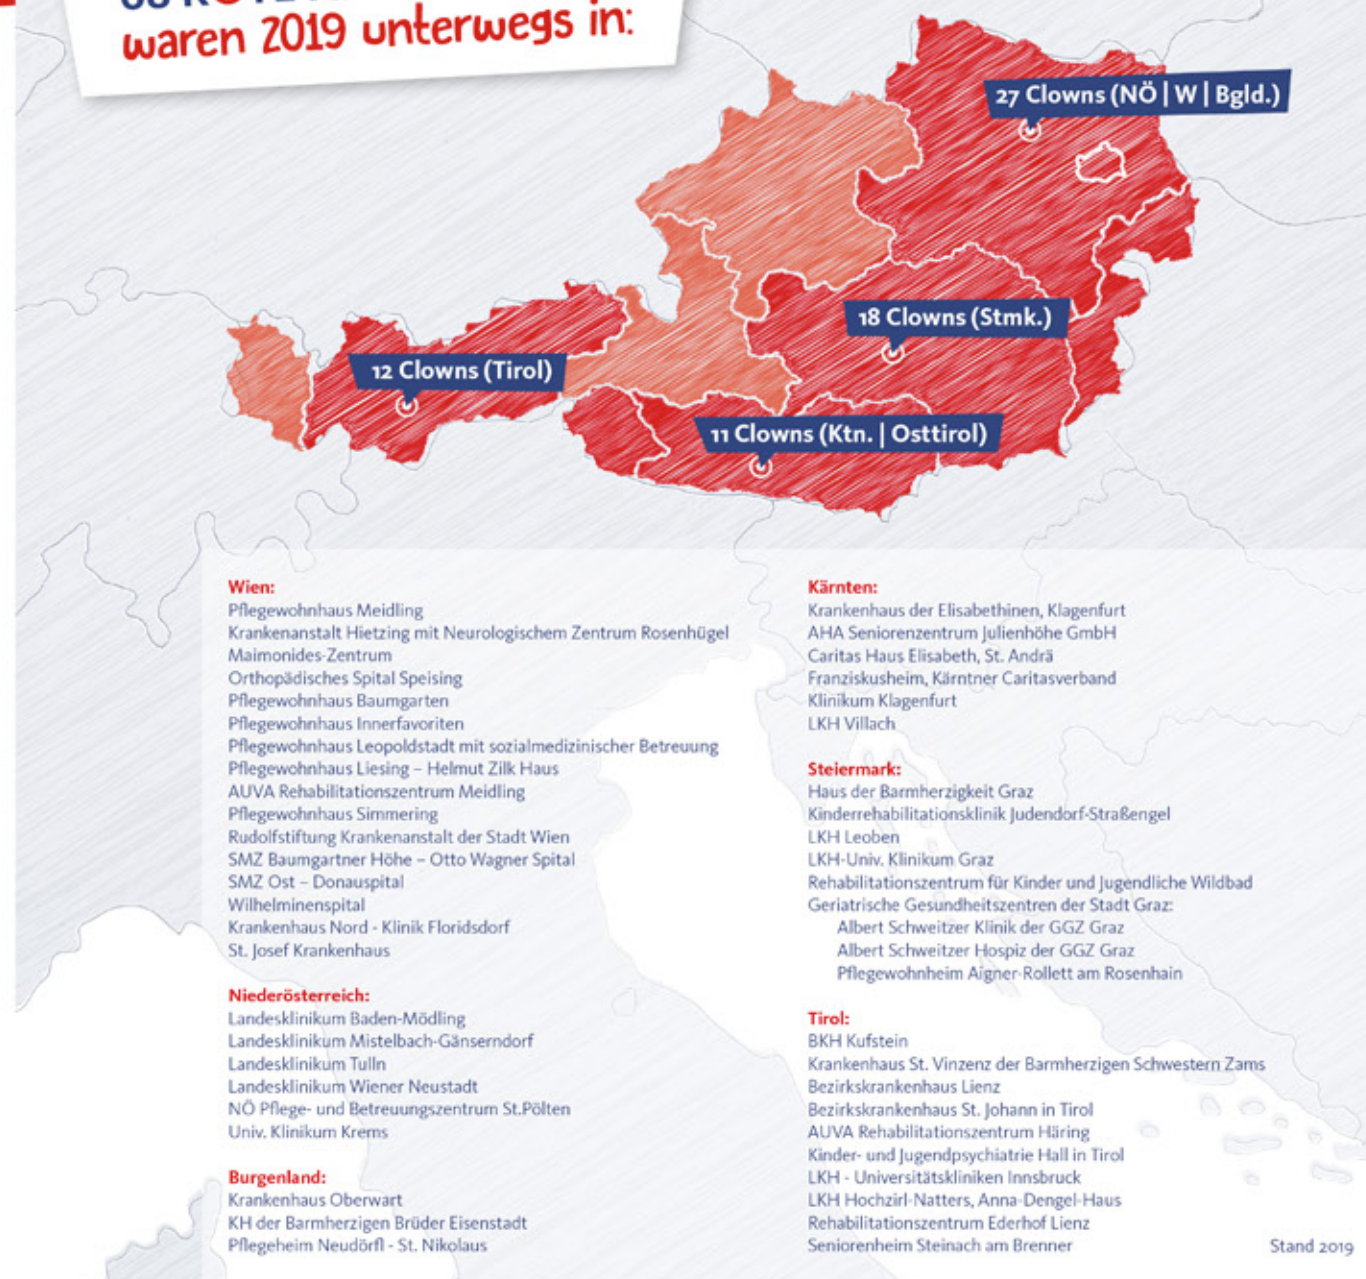 waren 2019 unterwegs in:
27 Clowns (NÖ | W | Bgld.)
18 Clowns (Stmk.)
12 Clowns (Tirol)
11 Clowns (Ktn. | Osttirol)
Wien:
Pflegewohnhaus Meidling
Krankenanstalt Hietzing mit Neurologischem Zentrum Rosenhügel
Maimonides-Zentrum
Orthopädisches Spital Speising
Pflegewohnhaus Baumgarten
Pflegewohnhaus Innerfavoriten
Pflegewohnhaus Leopoldstadt mit sozialmedizinischer Betreuung
Pflegewohnhaus Liesing – Helmut Zilk Haus
AUVA Rehabilitationszentrum Meidling
Pflegewohnhaus Simmering
Rudolfstiftung Krankenanstalt der Stadt Wien
SMZ Baumgartner Höhe – Otto Wagner Spital
SMZ Ost – Donauspital
Wilhelminenspital
Krankenhaus Nord - Klinik Floridsdorf
St. Josef Krankenhaus
Niederösterreich:
Landesklinikum Baden-Mödling
Landesklinikum Mistelbach-Gänserndorf
Landesklinikum Tulln
Landesklinikum Wiener Neustadt
NÖ Pflege- und Betreuungszentrum St.Pölten
Univ. Klinikum Krems
Burgenland:
Krankenhaus Oberwart
KH der Barmherzigen Brüder Eisenstadt
Pflegeheim Neudörfl - St. Nikolaus
Kärnten:
Krankenhaus der Elisabethinen, Klagenfurt
AHA Seniorenzentrum Julienhöhe GmbH
Caritas Haus Elisabeth, St. Andrä
Franziskusheim, Kärntner Caritasverband
Klinikum Klagenfurt
LKH Villach
Steiermark:
Haus der Barmherzigkeit Graz
Kinderrehabilitationsklinik Judendorf-Straßengel
LKH Leoben
LKH-Univ. Klinikum Graz
Rehabilitationszentrum für Kinder und Jugendliche Wildbad
Geriatrische Gesundheitszentren der Stadt Graz:
Albert Schweitzer Klinik der GGZ Graz
Albert Schweitzer Hospiz der GGZ Graz
Pflegewohnheim Aigner-Rollett am Rosenhain
Tirol:
BKH Kufstein
Krankenhaus St. Vinzenz der Barmherzigen Schwestern Zams
Bezirkskrankenhaus Lienz
Bezirkskrankenhaus St. Johann in Tirol
AUVA Rehabilitationszentrum Häring
Kinder- und Jugendpsychiatrie Hall in Tirol
LKH - Universitätskliniken Innsbruck
LKH Hochzirl-Natters, Anna-Dengel-Haus
Rehabilitationszentrum Ederhof Lienz
Seniorenheim Steinach am Brenner
Stand 2019